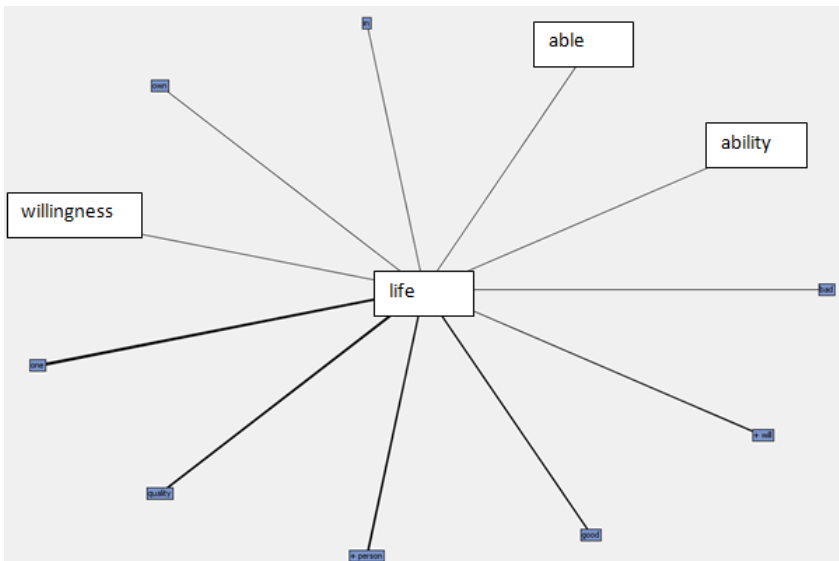 in
able
own
ability
willingness
life
bad
one
+ will
quality
good
+ person